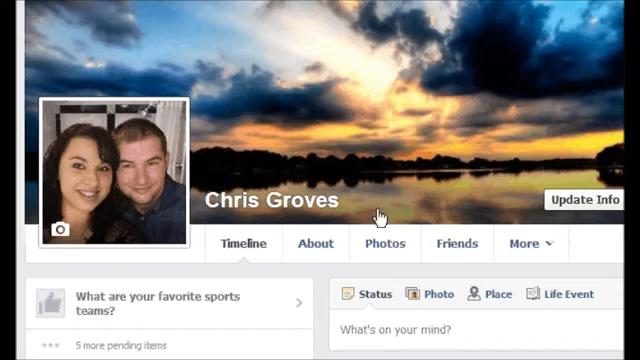 Chris Groves
Update Info
Timeline About Photos Friends More
What are your favorite sports
teams?
5 more pending items
Status Photo Place Life Event
What's on your mind?